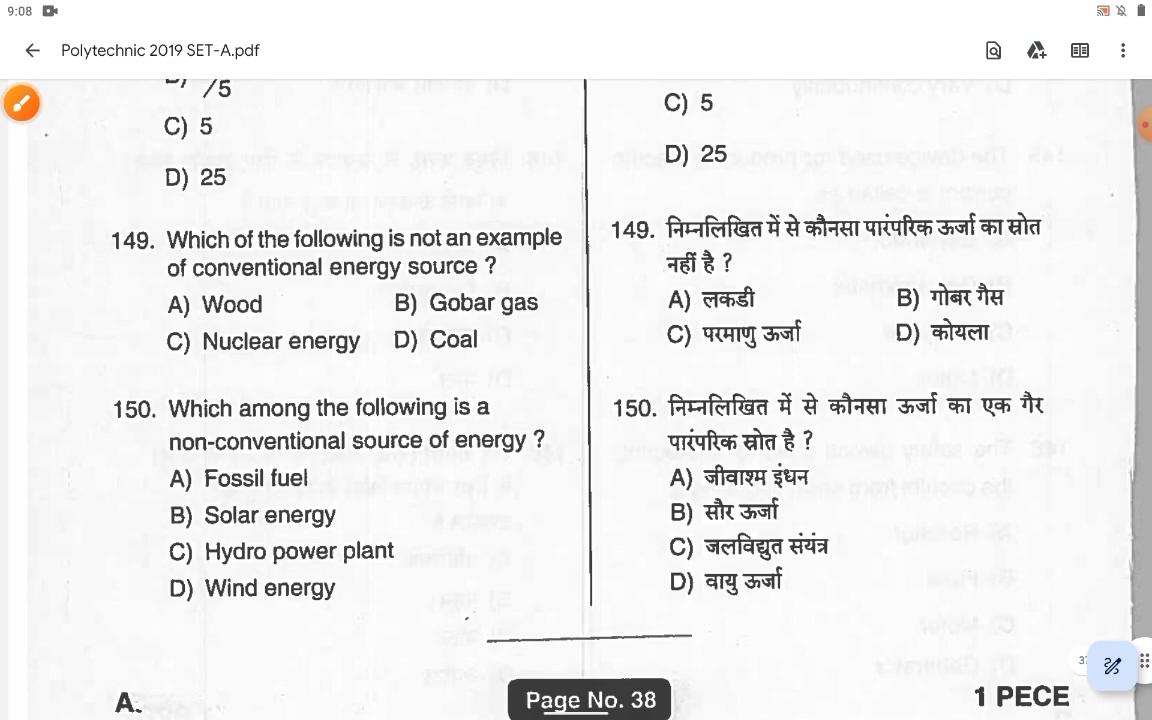 9:08
Polytechnic 2019 SET-A.pdf
/5
C) 5
D) 25
149. Which of the following is not an example
of conventional energy source ?
A) Wood B) Gobar gas
C) Nuclear energy D) Coal
150. Which among the following is a
non-conventional source of energy ?
A) Fossil fuel
B) Solar energy
C) Hydro power plant
D) Wind energy
C) 5
D) 25
149. निम्नलिखित में से कौनसा पारंपरिक ऊर्जा का स्रोत
नहीं है ?
A) लकडी B) गोबर गैस
C) परमाणु ऊर्जा D) कोयला
150. निम्नलिखित में से कौनसा ऊर्जा का एक गैर
पारंपरिक स्रोत है ?
A) जीवाश्म इंधन
B) सौर ऊर्जा
C) जलविद्युत संयंत्र
D) वायु ऊर्जा
A.
Page No. 38
1 PECE